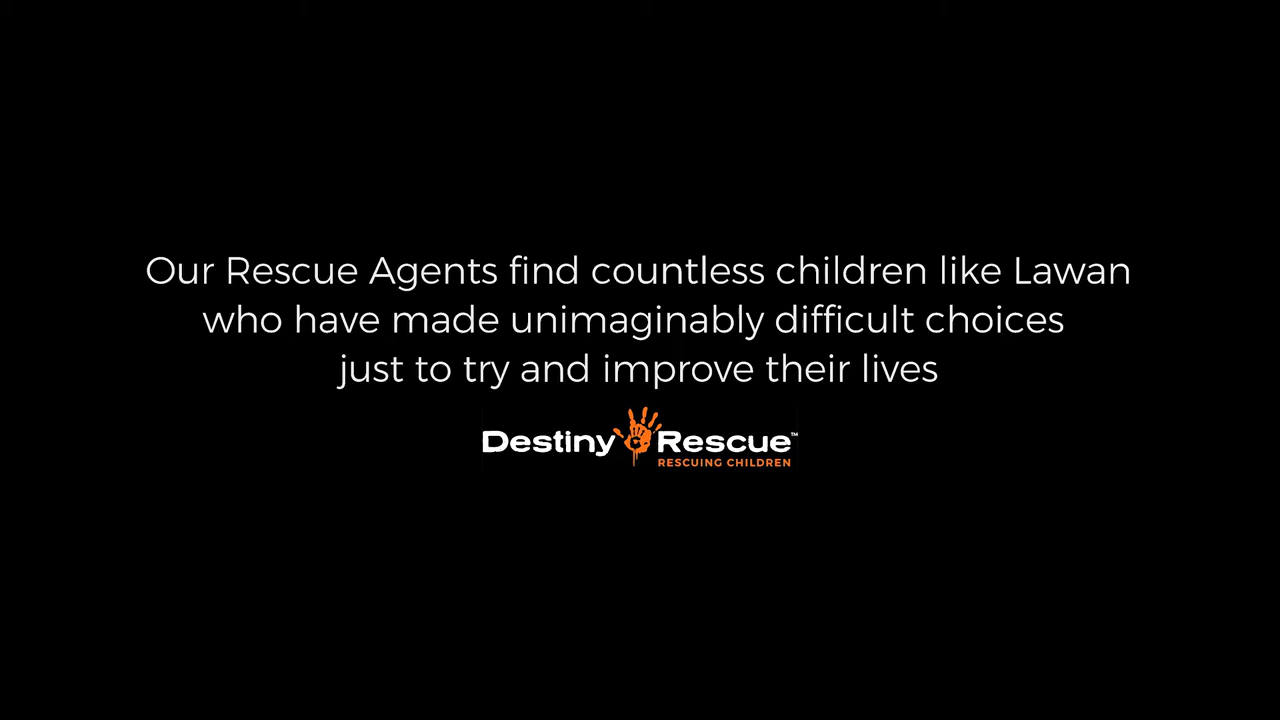 Our Rescue Agents find countless children like Lawan
who have made unimaginably difficult choices
just to try and improve their lives
Destiny Rescue™
RESCUING CHILDREN